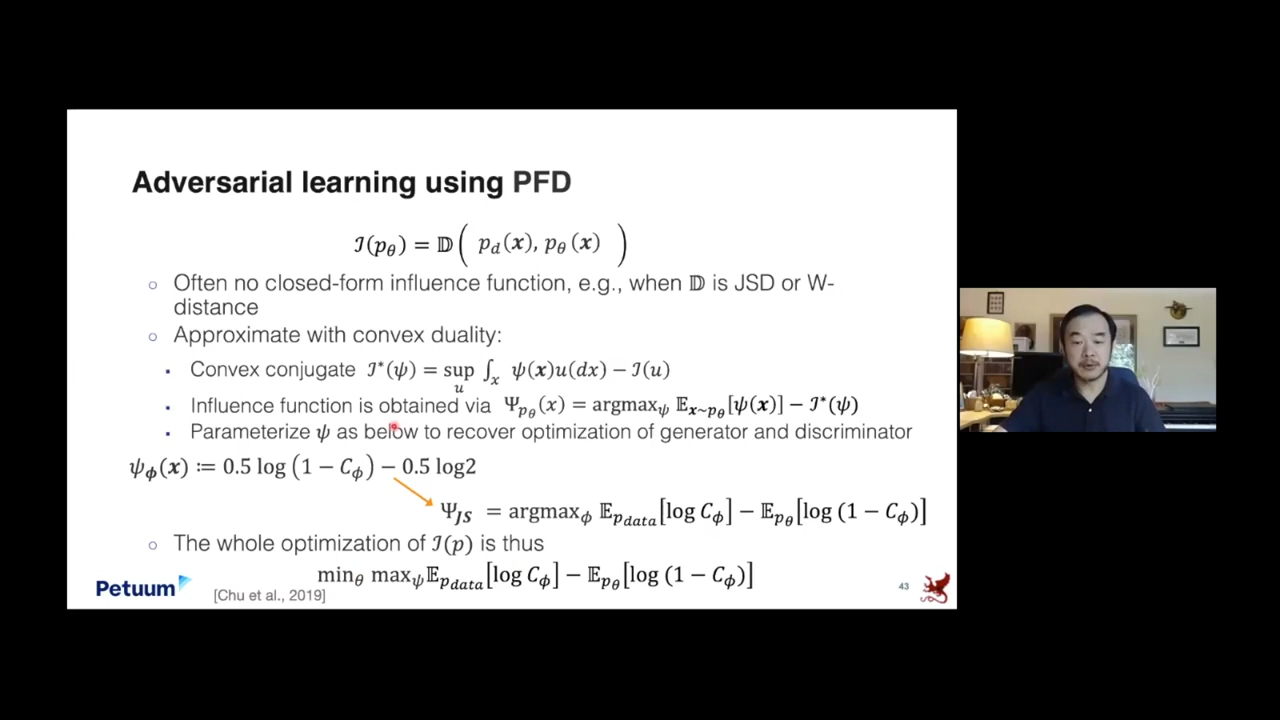 Adversarial learning using PFD
ℐ(p_θ) = 𝔻( p_d(𝒙), p_θ(𝒙) )
○ Often no closed-form influence function, e.g., when 𝔻 is JSD or W-
distance
○ Approximate with convex duality:
▪ Convex conjugate ℐ*(ψ) = sup_u ∫_x ψ(𝒙)u(dx) − ℐ(u)
▪ Influence function is obtained via Ψ_{p_θ}(x) = argmax_ψ 𝔼_{𝒙~p_θ}[ψ(𝒙)] − ℐ*(ψ)
▪ Parameterize ψ as below to recover optimization of generator and discriminator
ψ_ϕ(𝒙) ≔ 0.5 log (1 − C_ϕ) − 0.5 log2
Ψ_JS = argmax_ϕ 𝔼_{p_data}[log C_ϕ] − 𝔼_{p_θ}[log (1 − C_ϕ)]
○ The whole optimization of ℐ(p) is thus
min_θ max_ψ 𝔼_{p_data}[log C_ϕ] − 𝔼_{p_θ}[log (1 − C_ϕ)]
Petuum
[Chu et al., 2019]
43